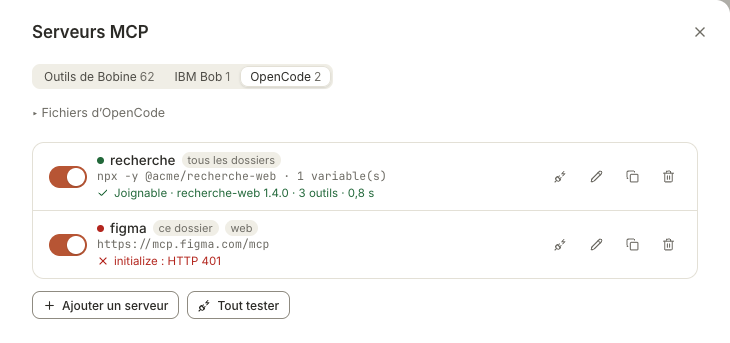 Serveurs MCP
Outils de Bobine 62 IBM Bob 1 OpenCode 2
Fichiers d’OpenCode
recherche tous les dossiers
npx -y @acme/recherche-web · 1 variable(s)
Joignable · recherche-web 1.4.0 · 3 outils · 0,8 s
figma ce dossier web
https://mcp.figma.com/mcp
initialize : HTTP 401
Ajouter un serveur Tout tester